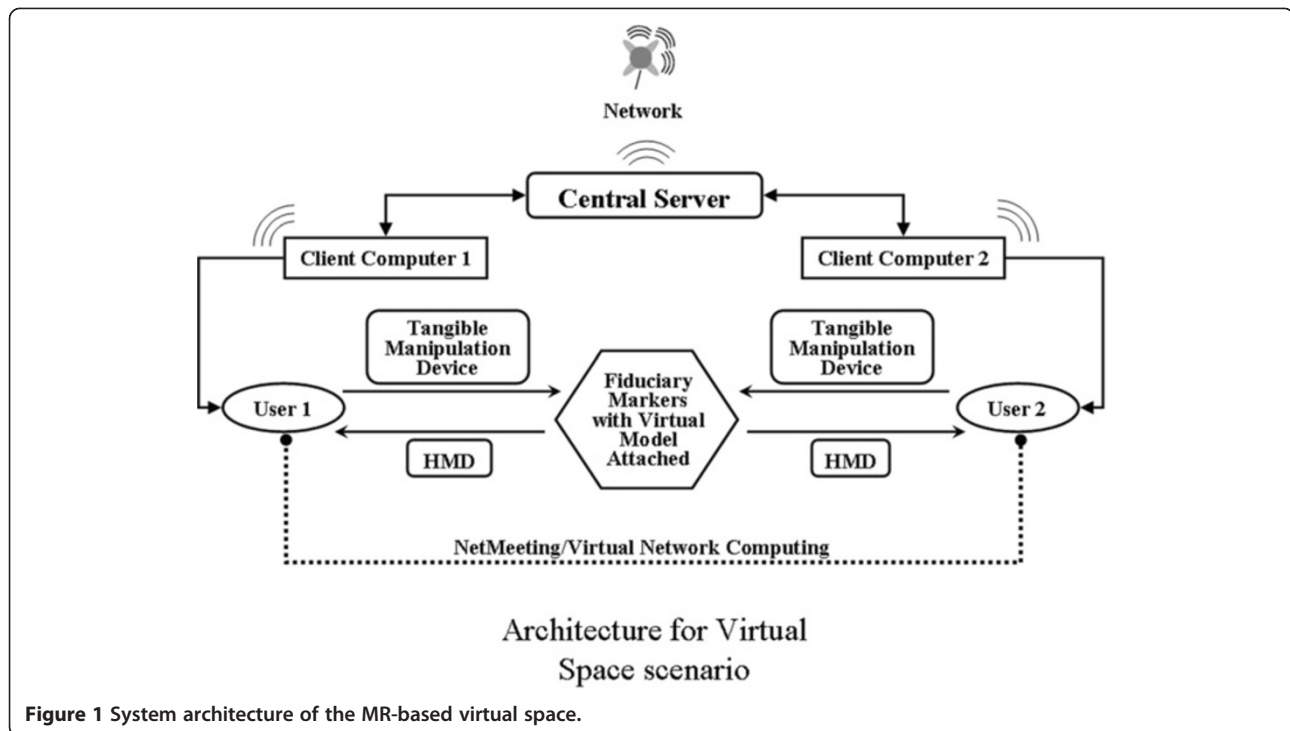 Network
Central Server
Client Computer 1
Client Computer 2
Tangible
Manipulation
Device
Tangible
Manipulation
Device
User 1
Fiduciary
Markers
with Virtual
Model
Attached
User 2
HMD
HMD
NetMeeting/Virtual Network Computing
Architecture for Virtual
Space scenario
Figure 1 System architecture of the MR-based virtual space.